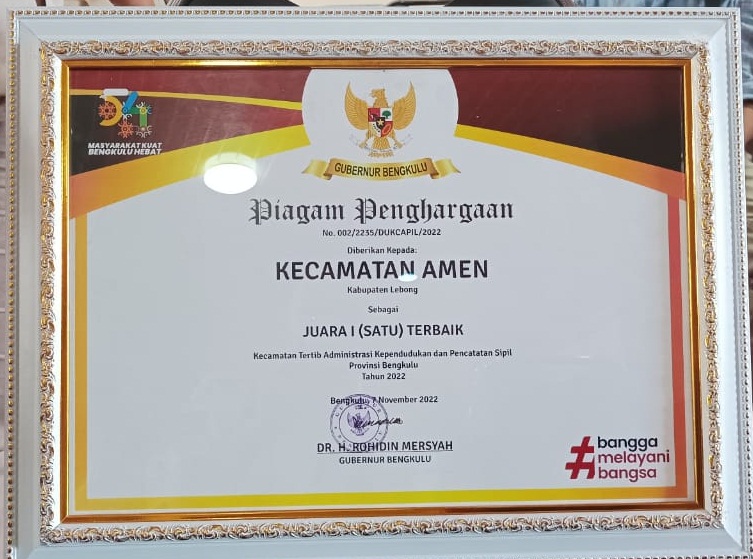 54
MASYARAKAT KUAT
BENGKULU HEBAT
GUBERNUR BENGKULU
Piagam Penghargaan
No. 002/2235/DUKCAPIL/2022
Diberikan Kepada:
KECAMATAN AMEN
Kabupaten Lebong
Sebagai
JUARA I (SATU) TERBAIK
Kecamatan Tertib Administrasi Kependudukan dan Pencatatan Sipil
Provinsi Bengkulu
Tahun 2022
Bengkulu, 7 November 2022
DR. H. ROHIDIN MERSYAH
GUBERNUR BENGKULU
# bangga
melayani
bangsa